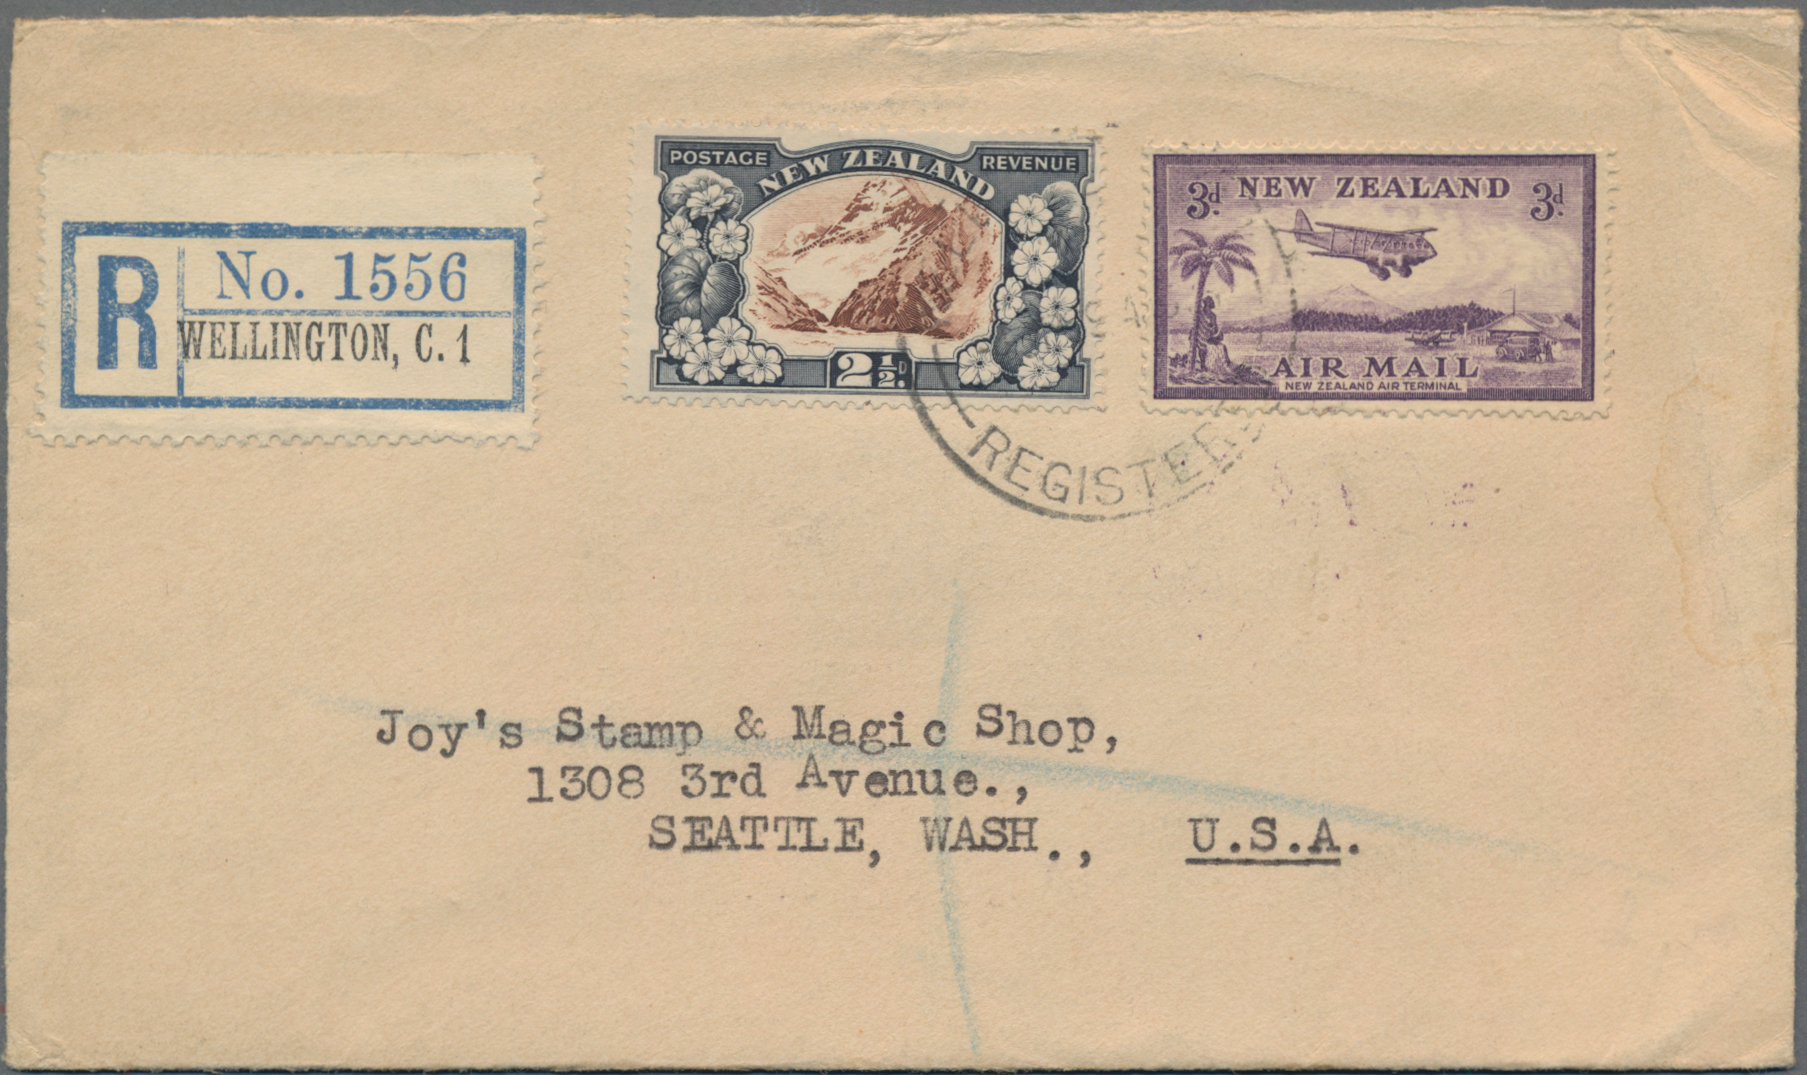 R
No. 1556
WELLINGTON, C. 1
POSTAGE NEW ZEALAND REVENUE
2½D.
3d. NEW ZEALAND 3d.
AIR MAIL
NEW ZEALAND AIR TERMINAL
REGISTERED
Joy's Stamp & Magic Shop,
1308 3rd Avenue.,
SEATTLE, WASH., U.S.A.